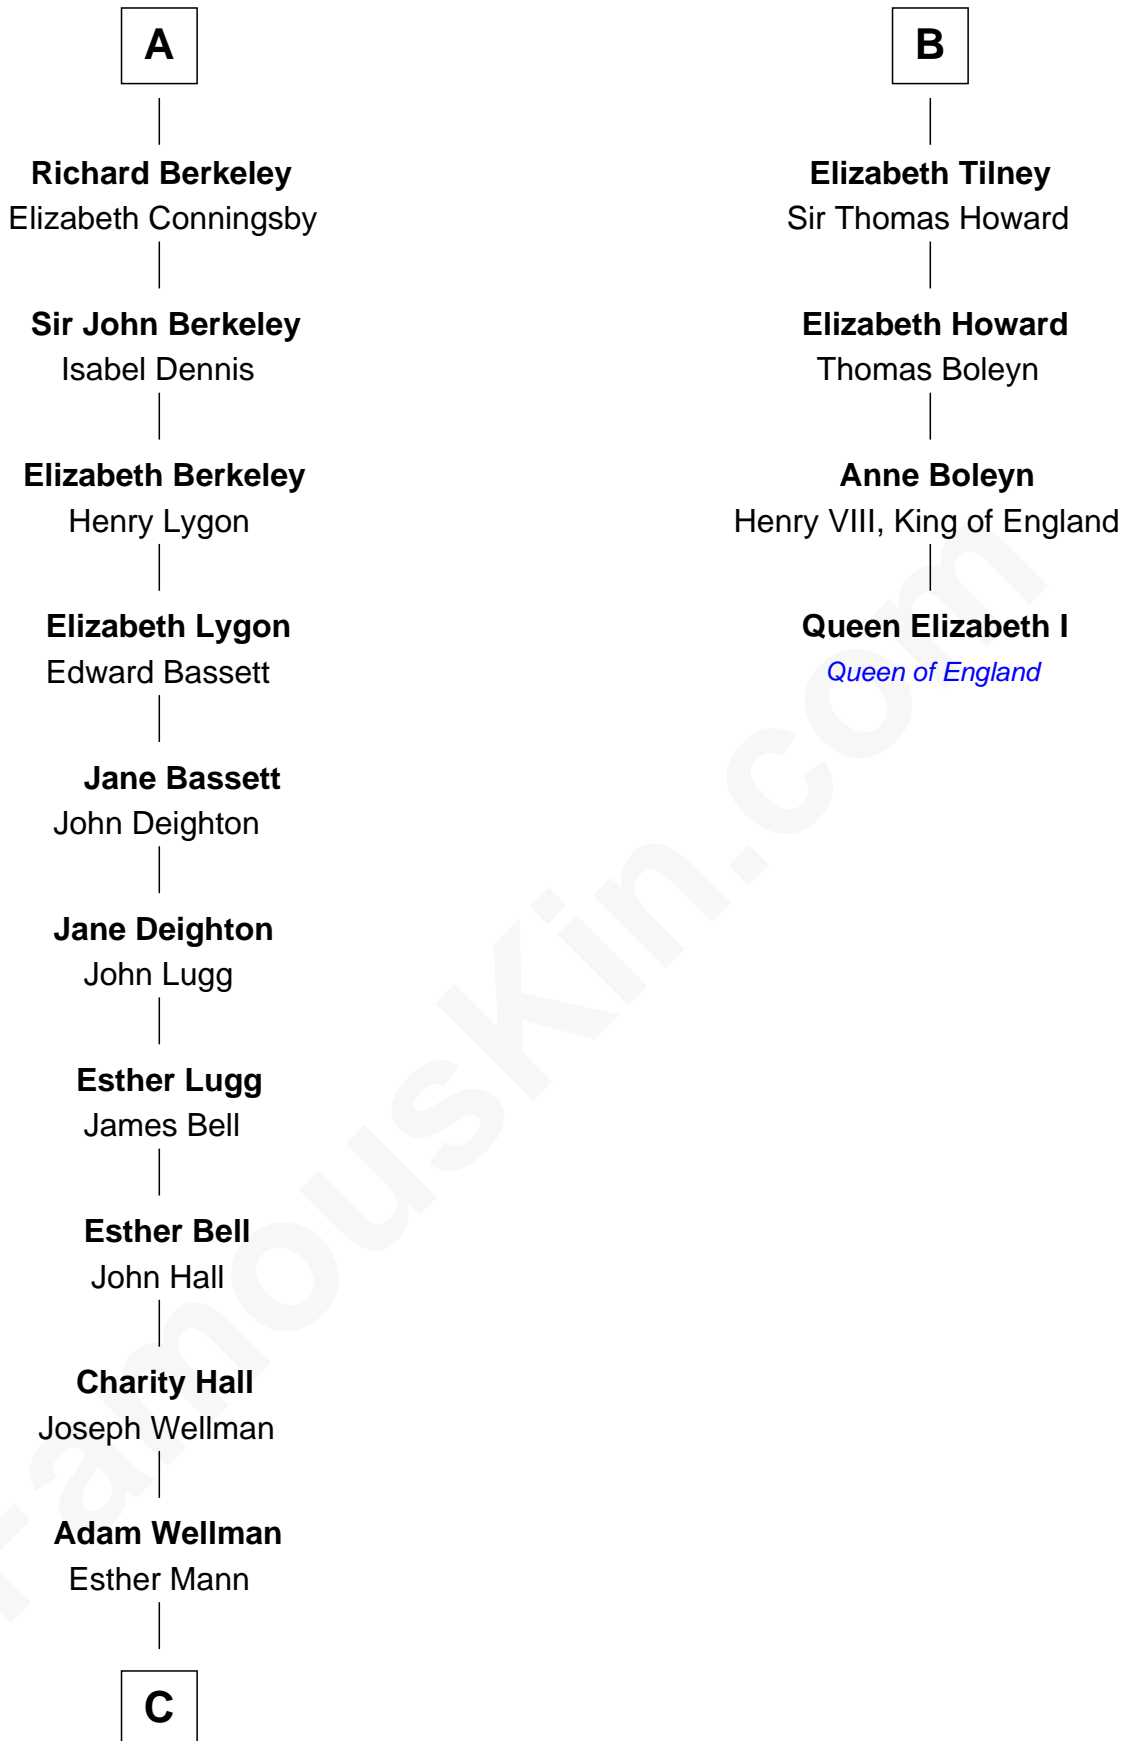 A
Richard Berkeley
Elizabeth Conningsby
Sir John Berkeley
Isabel Dennis
Elizabeth Berkeley
Henry Lygon
Elizabeth Lygon
Edward Bassett
Jane Bassett
John Deighton
Jane Deighton
John Lugg
Esther Lugg
James Bell
Esther Bell
John Hall
Charity Hall
Joseph Wellman
Adam Wellman
Esther Mann
C
B
Elizabeth Tilney
Sir Thomas Howard
Elizabeth Howard
Thomas Boleyn
Anne Boleyn
Henry VIII, King of England
Queen Elizabeth I
Queen of England
FamousKin.com